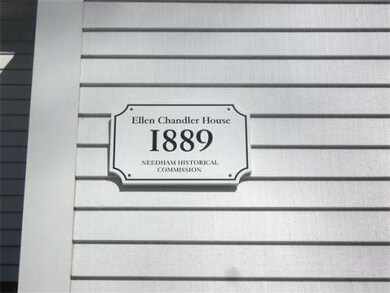 Ellen Chandler House
1889
NEEDHAM HISTORICAL
COMMISSION